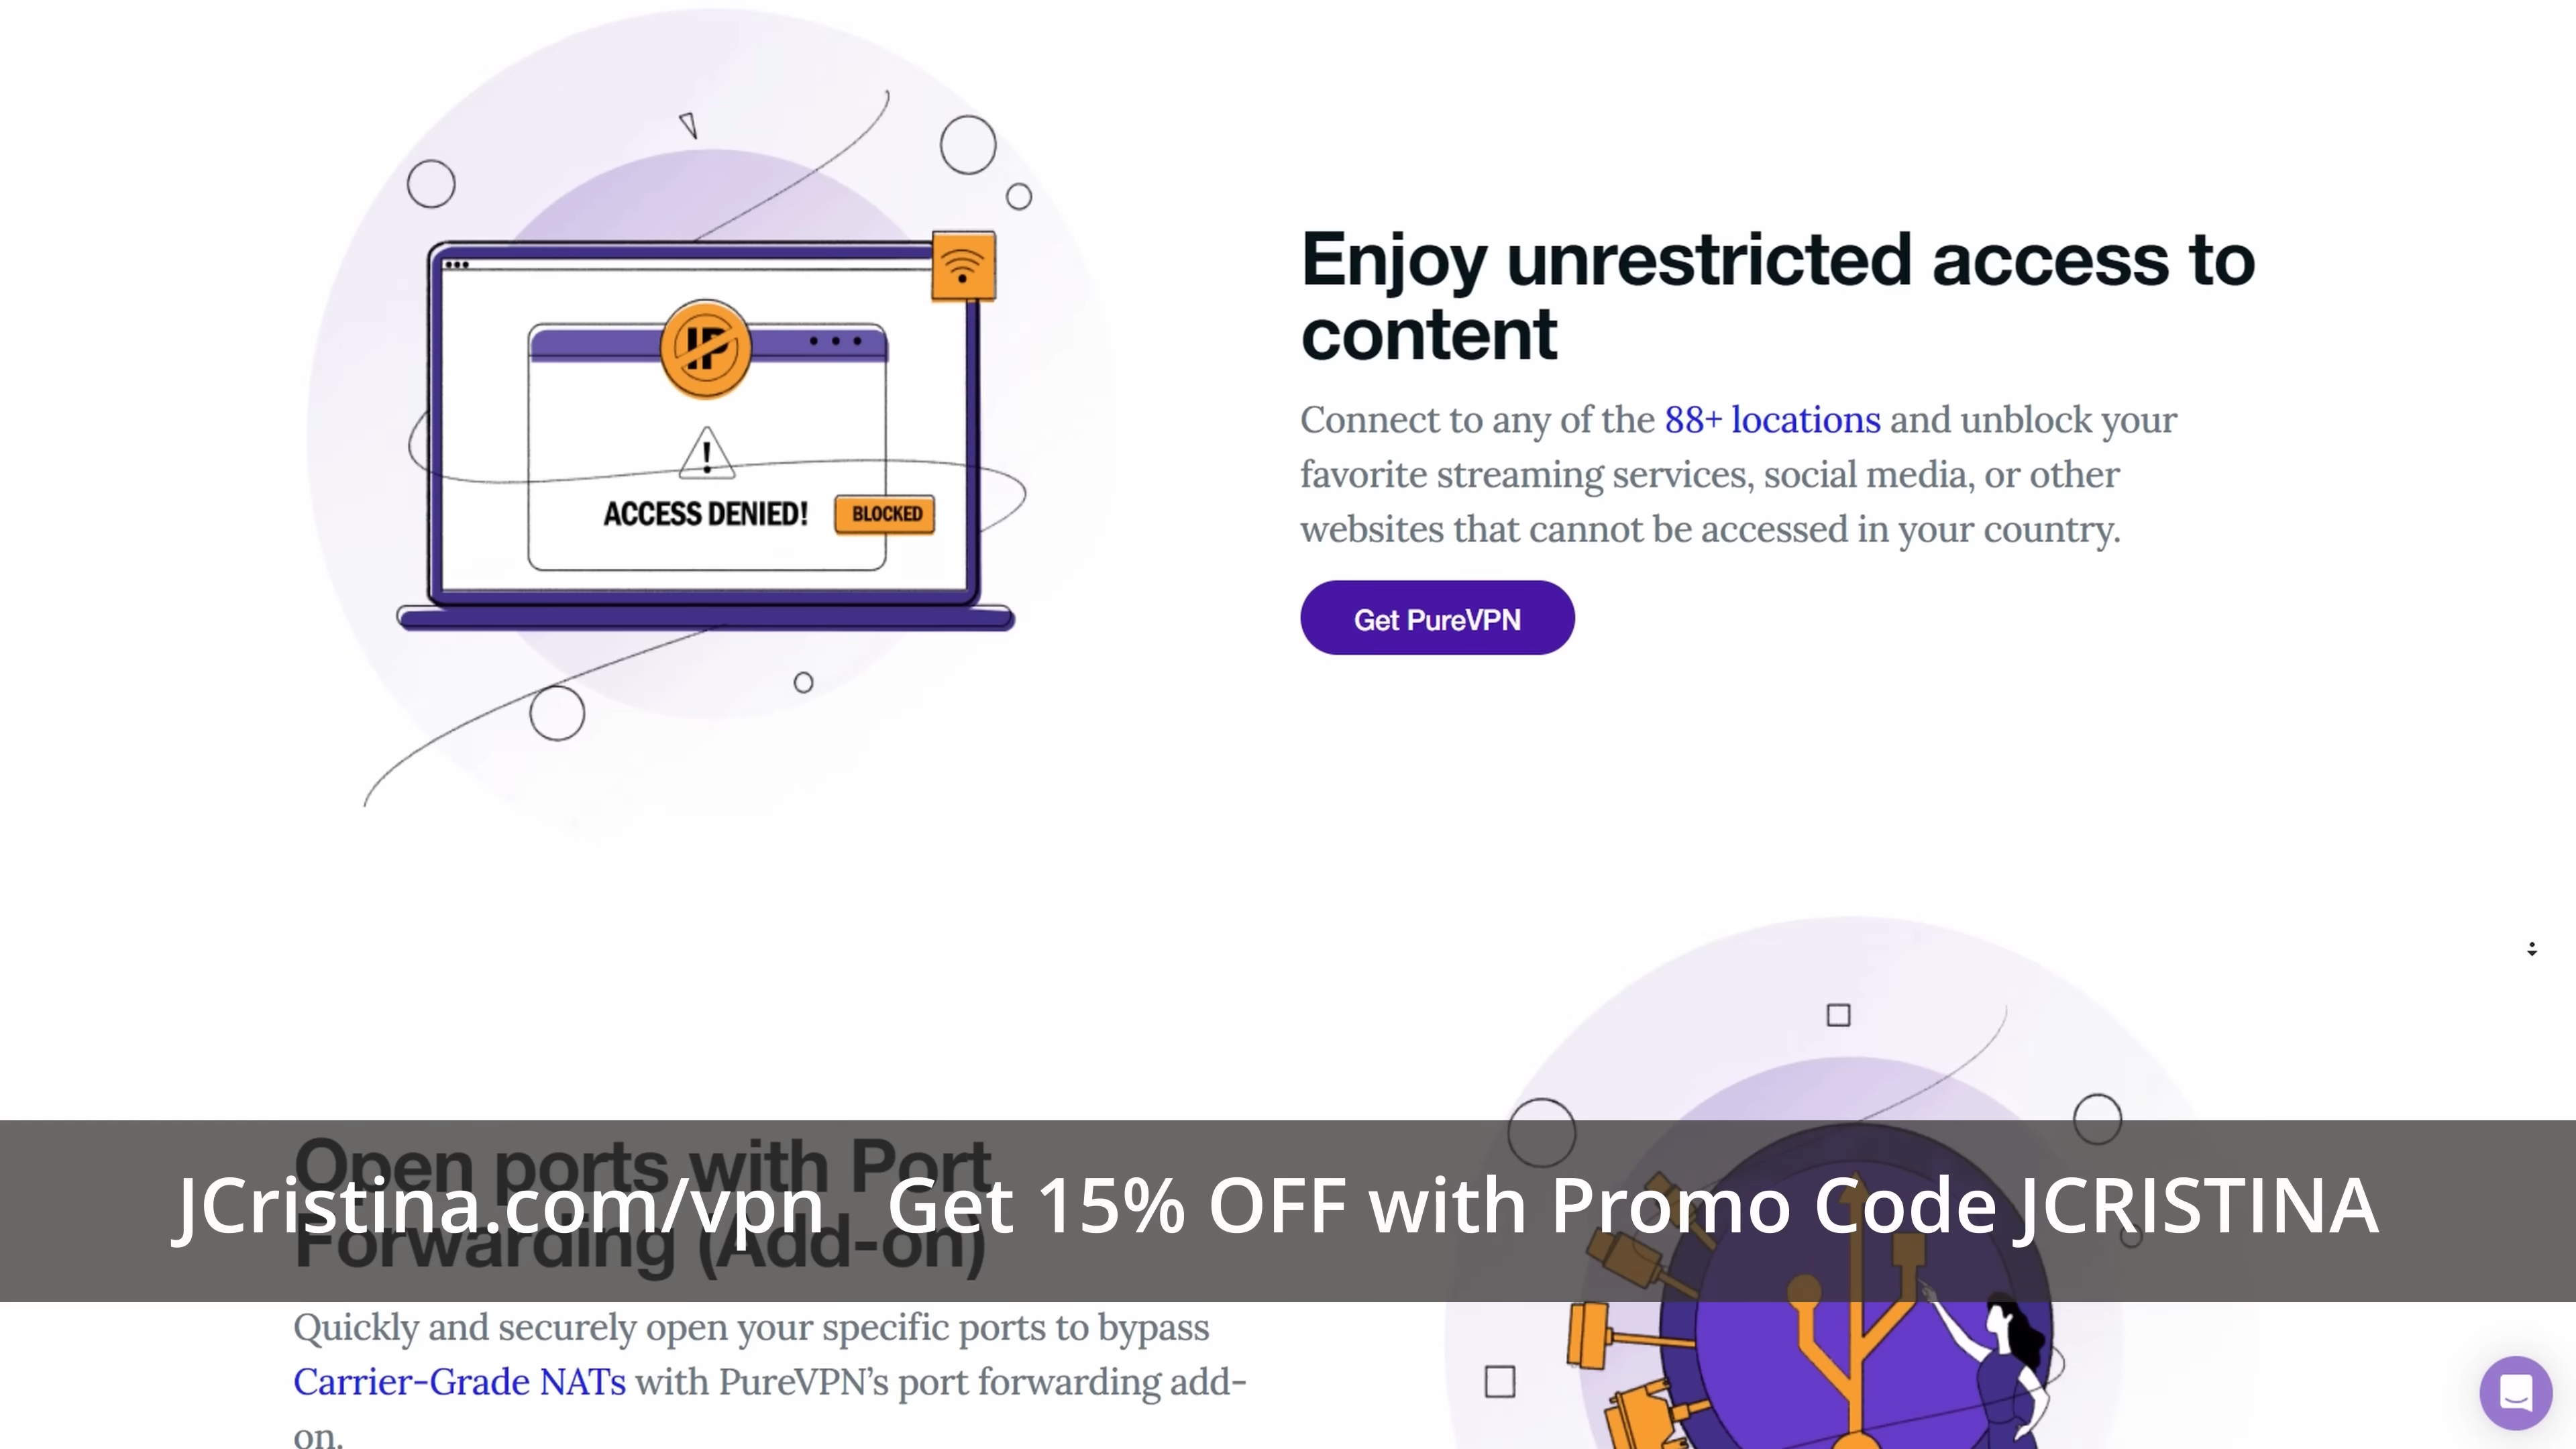 IP
ACCESS DENIED!
BLOCKED
Enjoy unrestricted access to
content
Connect to any of the 88+ locations and unblock your
favorite streaming services, social media, or other
websites that cannot be accessed in your country.
Get PureVPN
Open ports with Port
Forwarding (Add-on)
JCristina.com/vpn Get 15% OFF with Promo Code JCRISTINA
Quickly and securely open your specific ports to bypass
Carrier-Grade NATs with PureVPN’s port forwarding add-
on.